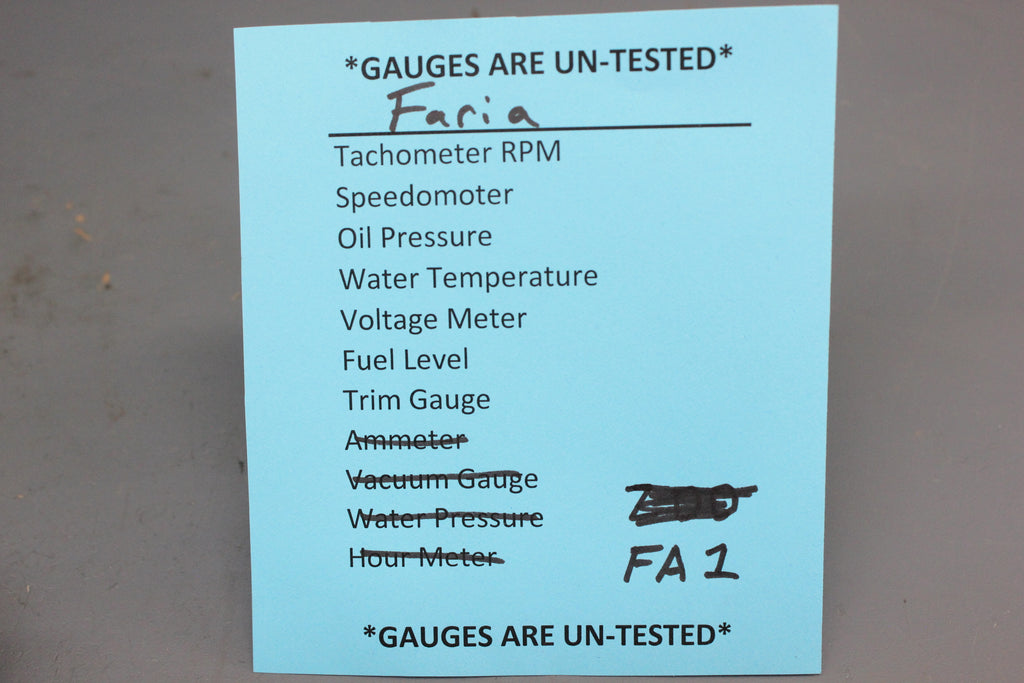 *GAUGES ARE UN-TESTED*
Faria
Tachometer RPM
Speedomoter
Oil Pressure
Water Temperature
Voltage Meter
Fuel Level
Trim Gauge
Ammeter
Vacuum Gauge
Water Pressure
Hour Meter
FA 1
*GAUGES ARE UN-TESTED*